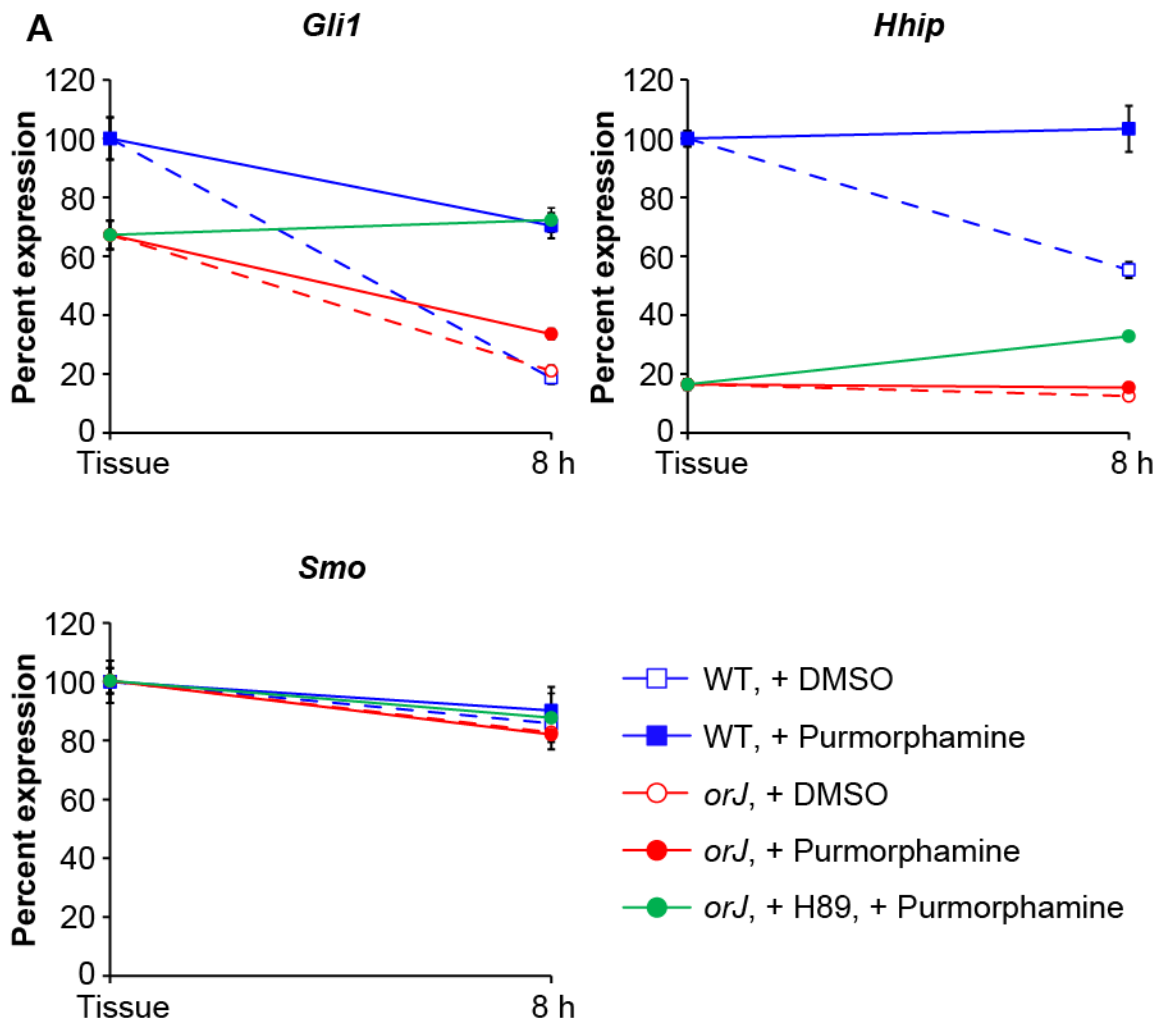 A
Gli1
Percent expression
120
100
80
60
40
20
0
Tissue 8 h
Hhip
Percent expression
120
100
80
60
40
20
0
Tissue 8 h
Smo
Percent expression
120
100
80
60
40
20
0
Tissue 8 h
WT, + DMSO
WT, + Purmorphamine
orJ, + DMSO
orJ, + Purmorphamine
orJ, + H89, + Purmorphamine